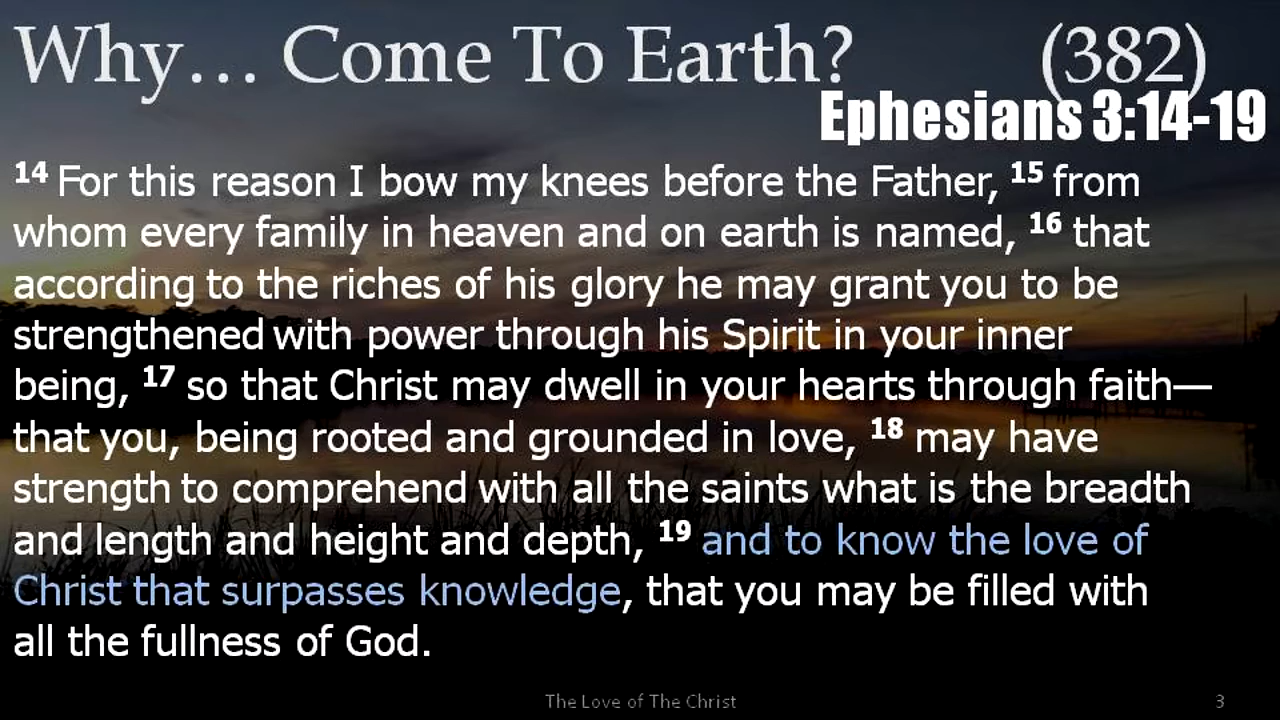 Why… Come To Earth? (382)
Ephesians 3:14-19
14 For this reason I bow my knees before the Father, 15 from
whom every family in heaven and on earth is named, 16 that
according to the riches of his glory he may grant you to be
strengthened with power through his Spirit in your inner
being, 17 so that Christ may dwell in your hearts through faith—
that you, being rooted and grounded in love, 18 may have
strength to comprehend with all the saints what is the breadth
and length and height and depth, 19 and to know the love of
Christ that surpasses knowledge, that you may be filled with
all the fullness of God.
The Love of The Christ 3